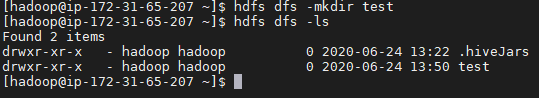 [hadoop@ip-172-31-65-207 ~]$ hdfs dfs -mkdir test
[hadoop@ip-172-31-65-207 ~]$ hdfs dfs -ls
Found 2 items
drwxr-xr-x   - hadoop hadoop          0 2020-06-24 13:22 .hiveJars
drwxr-xr-x   - hadoop hadoop          0 2020-06-24 13:50 test
[hadoop@ip-172-31-65-207 ~]$